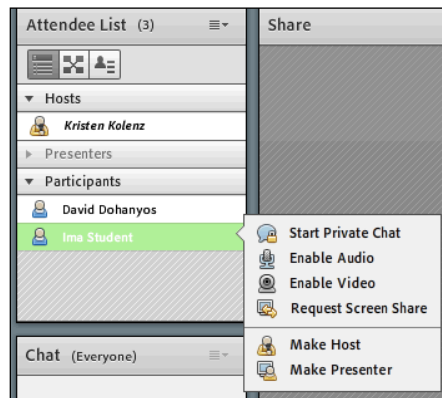 Attendee List (3)
Share
Hosts
Kristen Kolenz
Presenters
Participants
David Dohanyos
Ima Student
Start Private Chat
Enable Audio
Enable Video
Request Screen Share
Make Host
Make Presenter
Chat (Everyone)